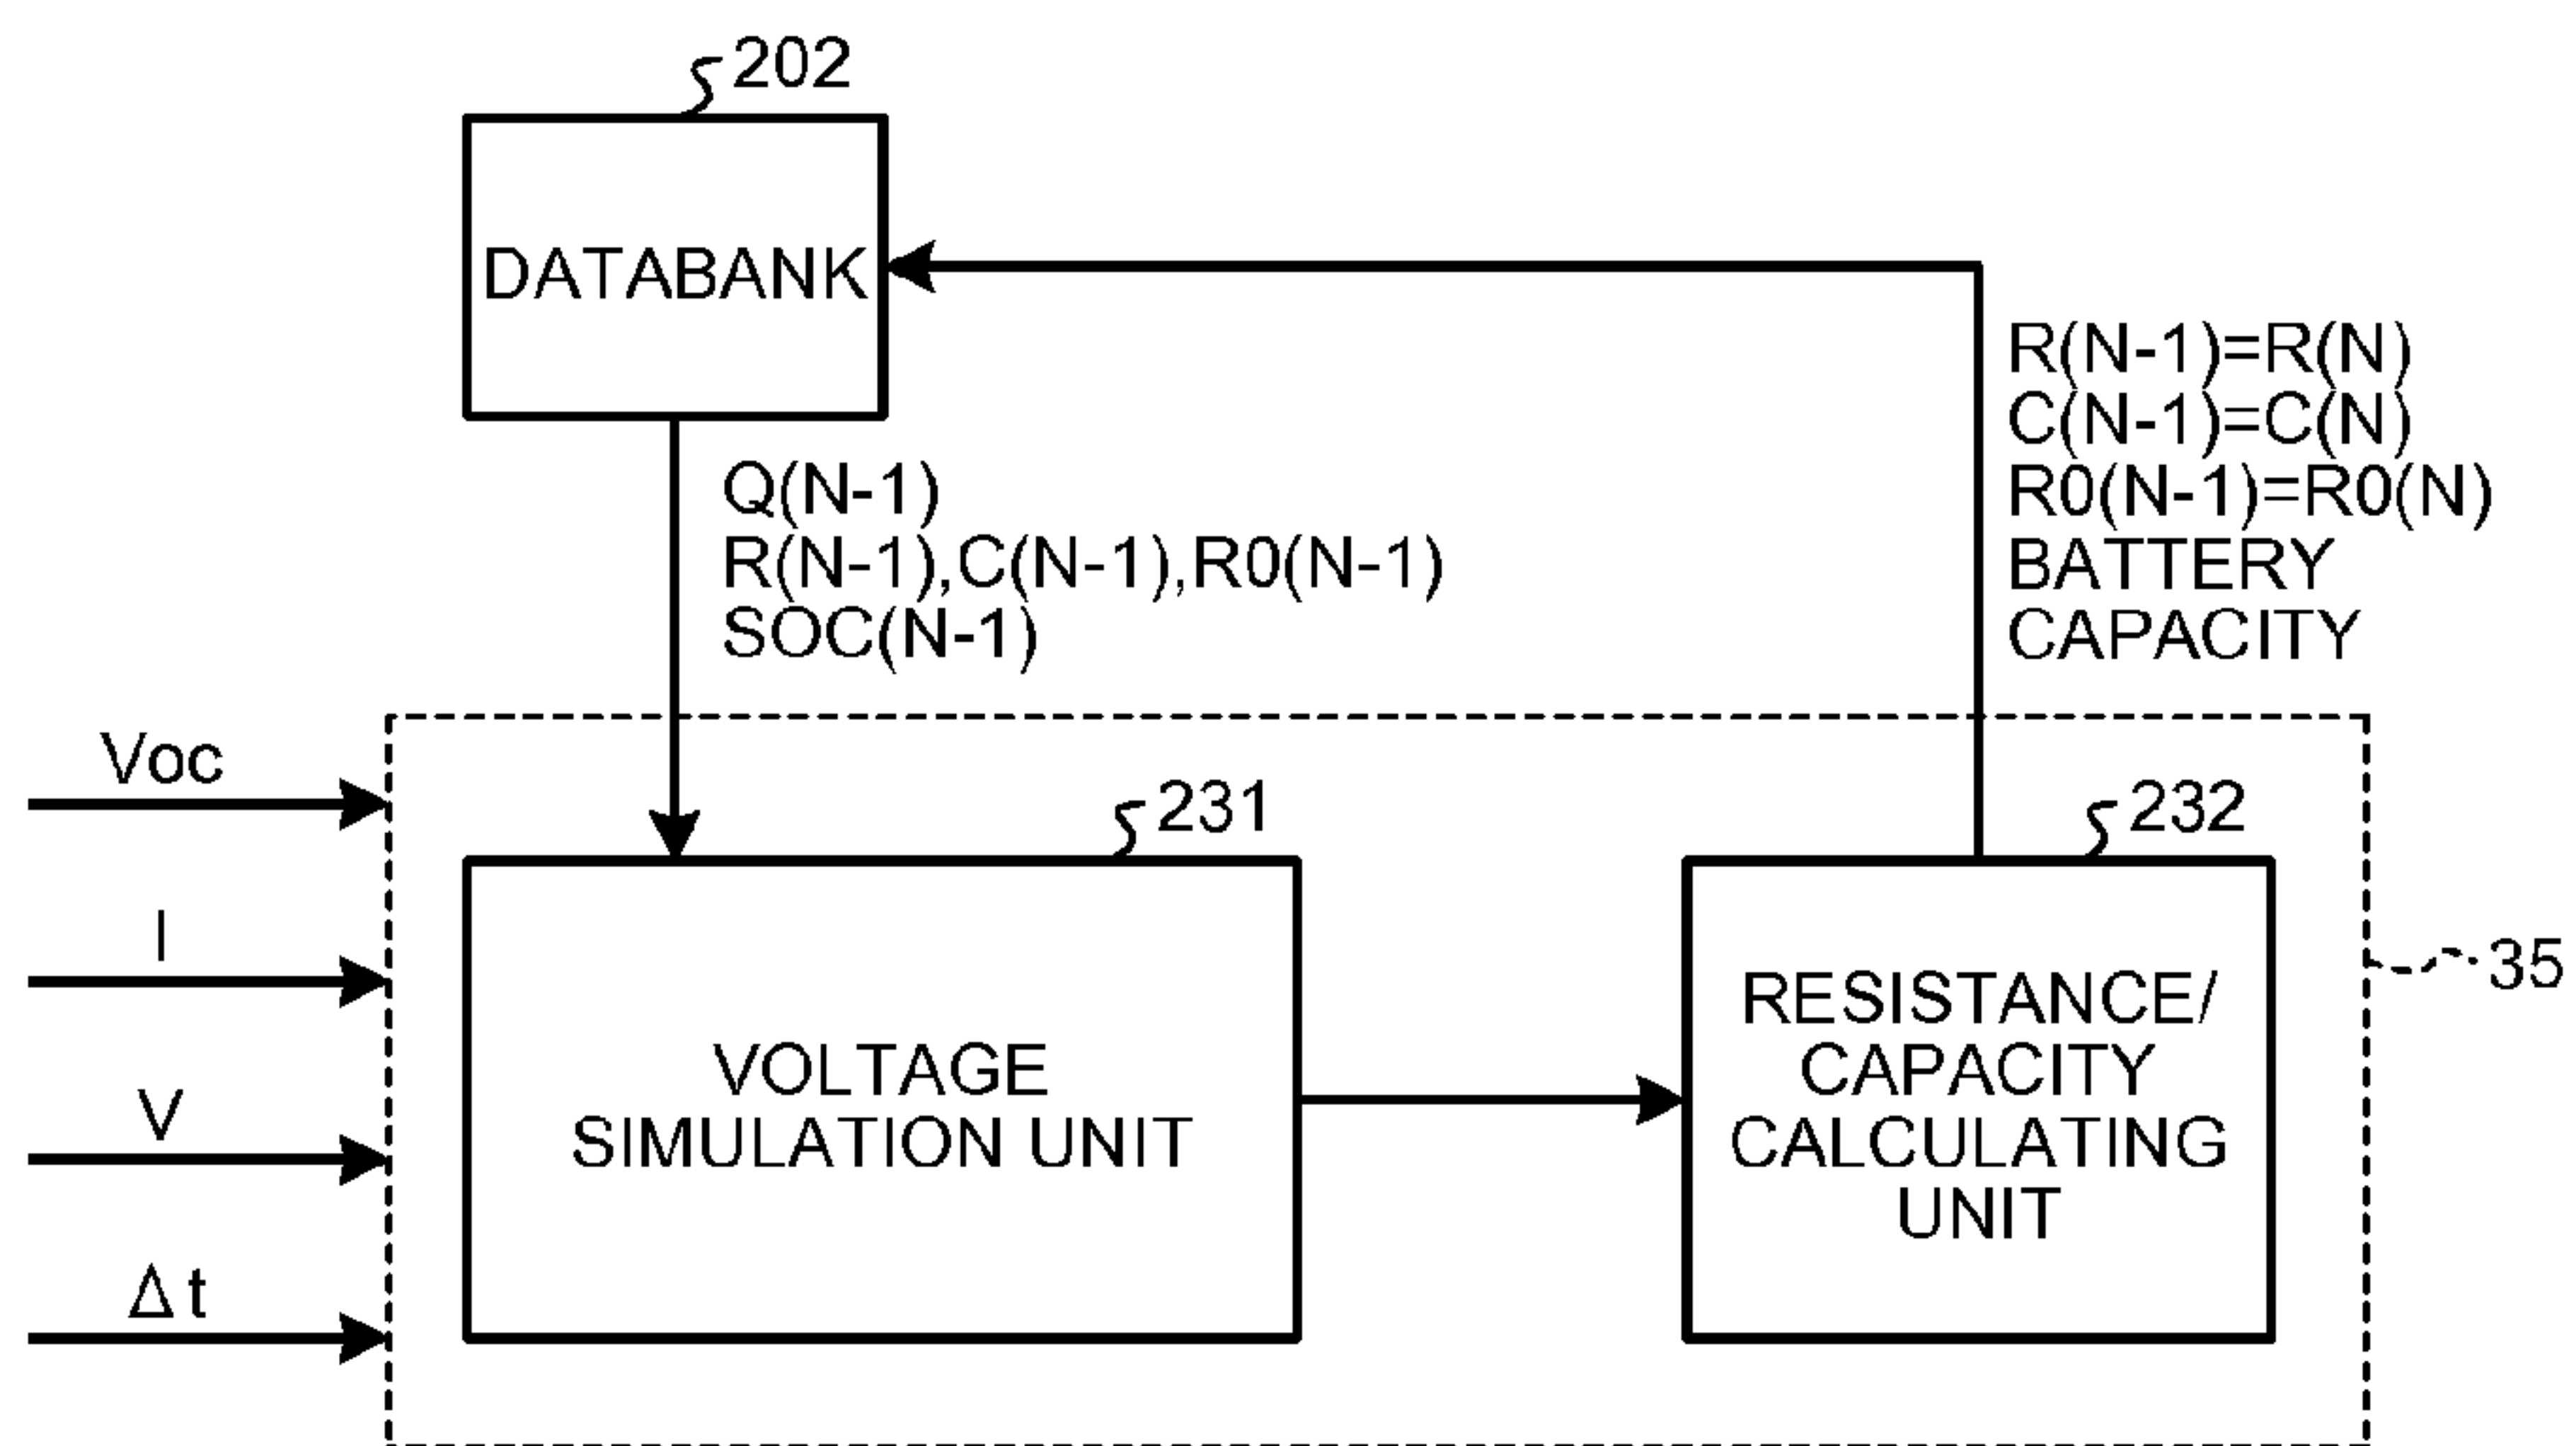 202
DATABANK
R(N-1)=R(N)
C(N-1)=C(N)
R0(N-1)=R0(N)
BATTERY
CAPACITY
Q(N-1)
R(N-1),C(N-1),R0(N-1)
SOC(N-1)
Voc
I
V
Δt
231
VOLTAGE
SIMULATION UNIT
232
RESISTANCE/
CAPACITY
CALCULATING
UNIT
35